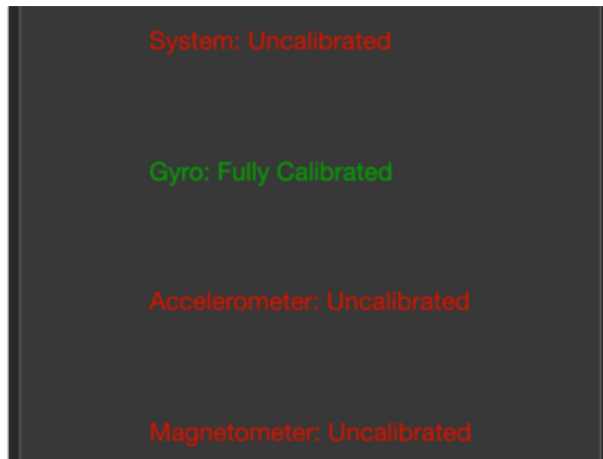 System: Uncalibrated
Gyro: Fully Calibrated
Accelerometer: Uncalibrated
Magnetometer: Uncalibrated